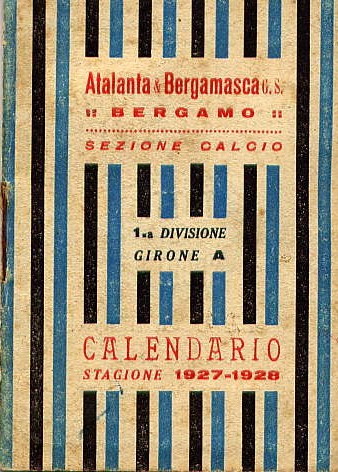 Atalanta & Bergamasca C. S.
:: BERGAMO ::
SEZIONE CALCIO
1.a DIVISIONE
GIRONE A
CALENDARIO
STAGIONE 1927-1928